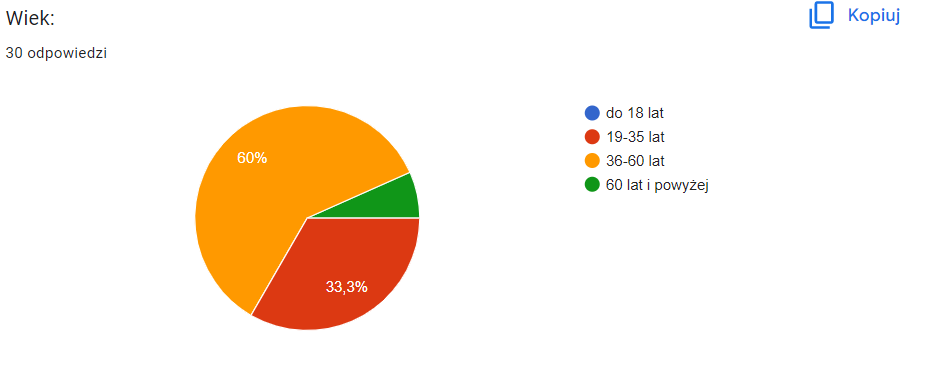 Wiek:
Kopiuj
30 odpowiedzi
do 18 lat
19-35 lat
36-60 lat
60 lat i powyżej
60%
33,3%